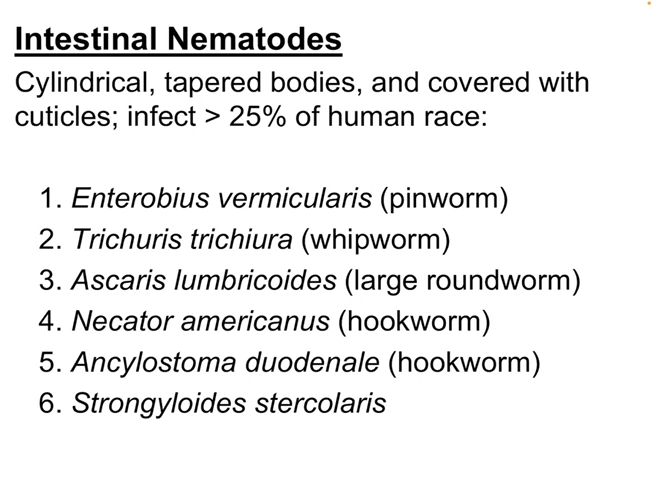 Intestinal Nematodes
Cylindrical, tapered bodies, and covered with
cuticles; infect > 25% of human race:
1. Enterobius vermicularis (pinworm)
2. Trichuris trichiura (whipworm)
3. Ascaris lumbricoides (large roundworm)
4. Necator americanus (hookworm)
5. Ancylostoma duodenale (hookworm)
6. Strongyloides stercolaris